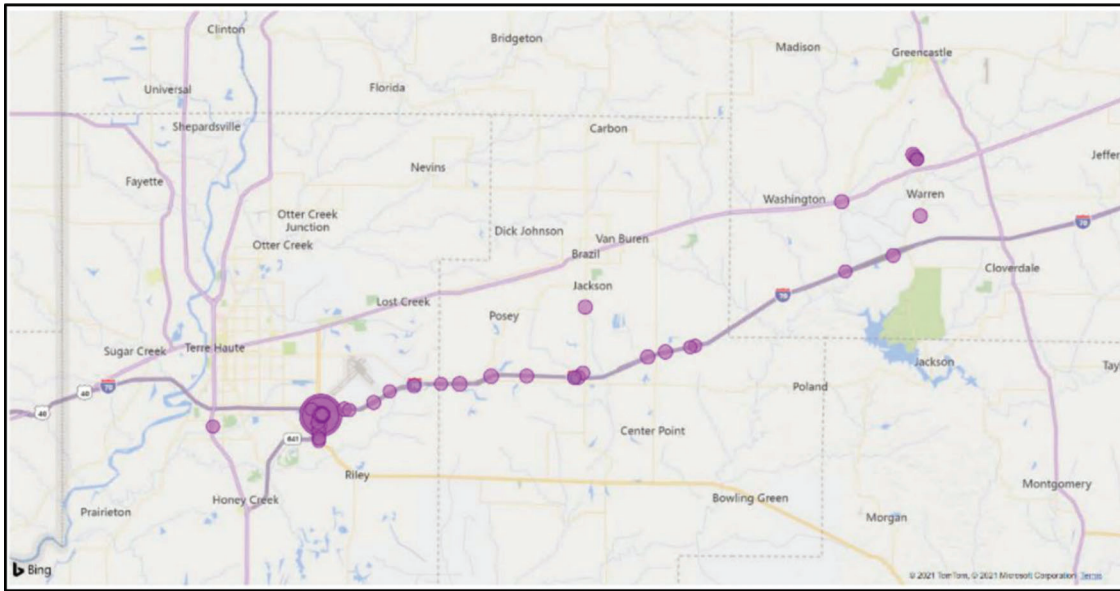 Clinton
Bridgeton
Madison
Greencastle
Universal
Florida
Shepardsville
Carbon
Jeffer
Nevins
Fayette
Washington
Warren
Otter Creek
Junction
Dick Johnson
Van Buren
Otter Creek
Brazil
70
Cloverdale
Jackson
70
Lost Creek
Posey
Sugar Creek
Terre Haute
Jackson
Tay
70
Poland
40
40
641
Center Point
Riley
Montgomery
Honey Creek
Bowling Green
Prairieton
Morgan
Bing
© 2021 TomTom, © 2021 Microsoft Corporation Terms